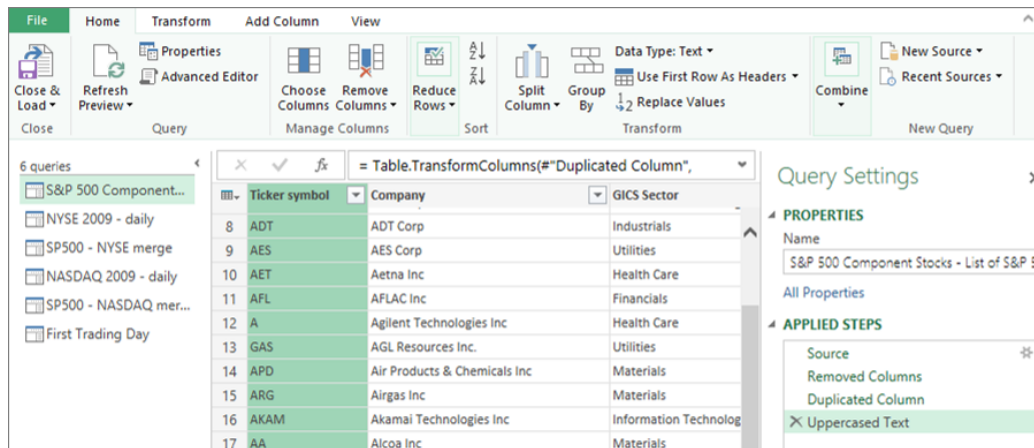 File Home Transform Add Column View
Properties
Advanced Editor
Close & Load
Refresh Preview
Choose Columns
Remove Columns
Reduce Rows
Split Column
Group By
Data Type: Text
Use First Row As Headers
Replace Values
Combine
New Source
Recent Sources
Close Query Manage Columns Sort Transform New Query
6 queries
S&P 500 Component...
NYSE 2009 - daily
SP500 - NYSE merge
NASDAQ 2009 - daily
SP500 - NASDAQ mer...
First Trading Day
fx = Table.TransformColumns(#"Duplicated Column",
Ticker symbol Company GICS Sector
8 ADT ADT Corp Industrials
9 AES AES Corp Utilities
10 AET Aetna Inc Health Care
11 AFL AFLAC Inc Financials
12 A Agilent Technologies Inc Health Care
13 GAS AGL Resources Inc. Utilities
14 APD Air Products & Chemicals Inc Materials
15 ARG Airgas Inc Materials
16 AKAM Akamai Technologies Inc Information Technolog
17 AA Alcoa Inc Materials
Query Settings
PROPERTIES
Name
S&P 500 Component Stocks - List of S&P
All Properties
APPLIED STEPS
Source
Removed Columns
Duplicated Column
Uppercased Text